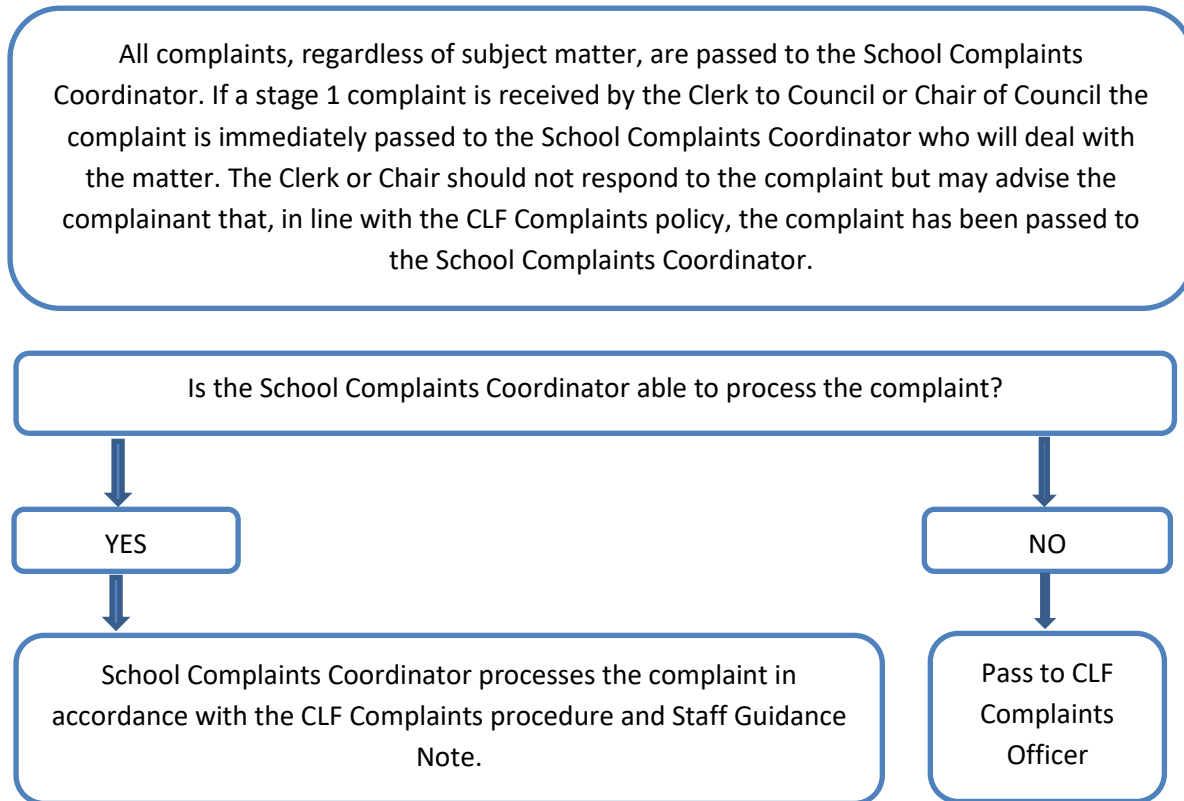 All complaints, regardless of subject matter, are passed to the School Complaints
Coordinator. If a stage 1 complaint is received by the Clerk to Council or Chair of Council the
complaint is immediately passed to the School Complaints Coordinator who will deal with
the matter. The Clerk or Chair should not respond to the complaint but may advise the
complainant that, in line with the CLF Complaints policy, the complaint has been passed to
the School Complaints Coordinator.
Is the School Complaints Coordinator able to process the complaint?
YES
NO
School Complaints Coordinator processes the complaint in
accordance with the CLF Complaints procedure and Staff Guidance
Note.
Pass to CLF
Complaints
Officer